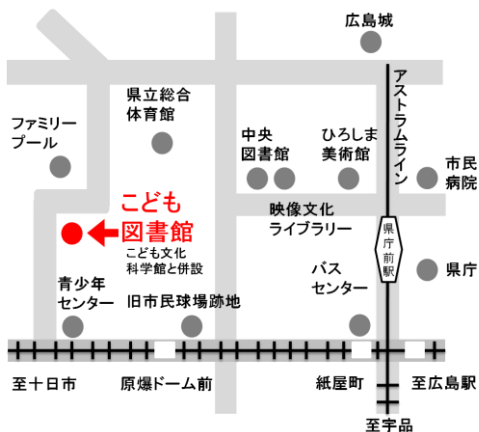 広島城
アストラムライン
県立総合
体育館
ファミリー
プール
中央
図書館
ひろしま
美術館
市民
病院
こども
図書館
こども文化
科学館と併設
映像文化
ライブラリー
県庁前駅
県庁
バス
センター
青少年
センター
旧市民球場跡地
至十日市
原爆ドーム前
紙屋町
至広島駅
至宇品